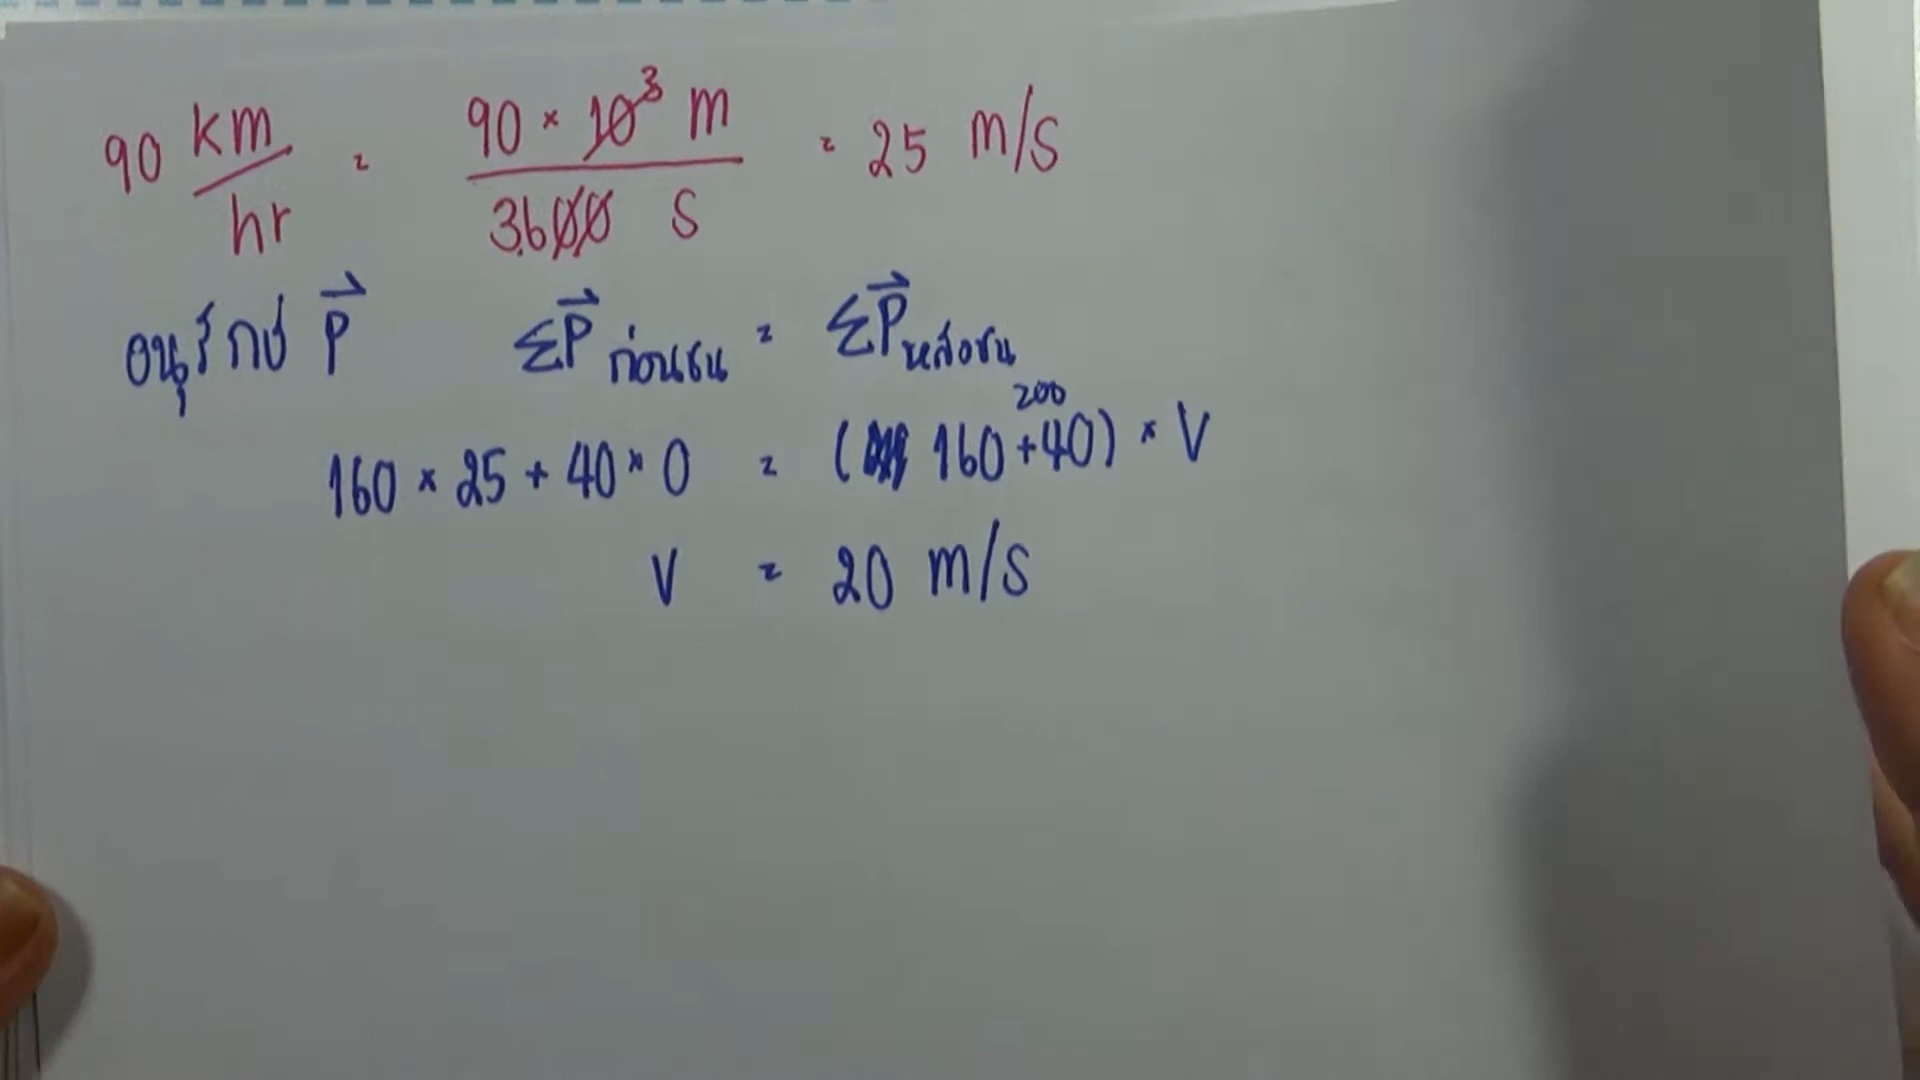 90 km/hr = 90 × 10³ m / 3600 s = 25 m/s
อนุรักษ์ P⃗ ΣP⃗ ก่อนชน = ΣP⃗ หลังชน
200
160 × 25 + 40 × 0 = ( 160 + 40) × V
V = 20 m/s